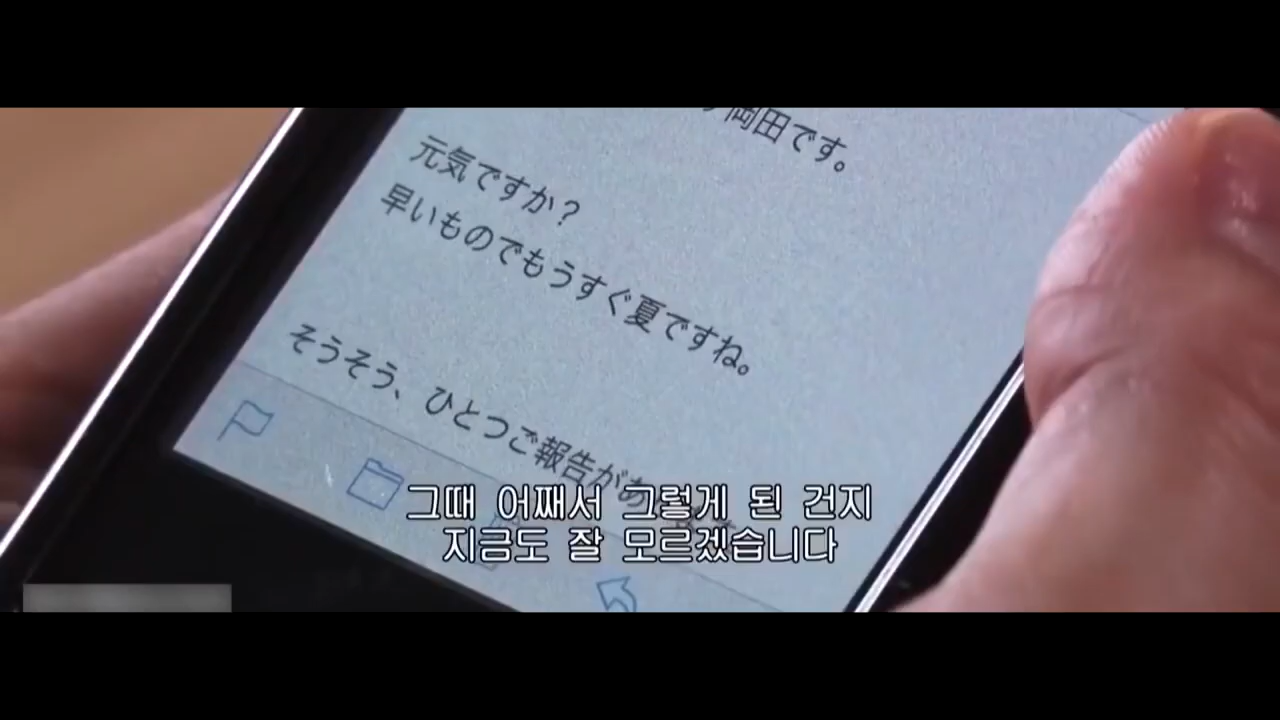 岡田です。
元気ですか？
早いものでもうすぐ夏ですね。
そうそう、ひとつご報告があ
그때 어째서 그렇게 된 건지
지금도 잘 모르겠습니다